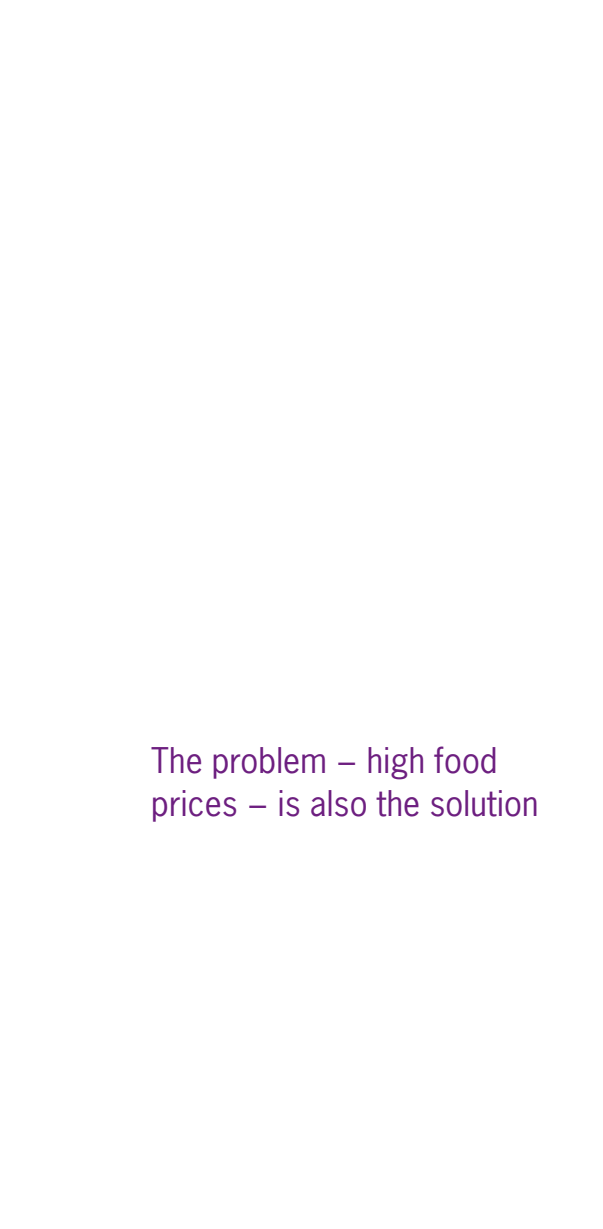 The problem – high food
prices – is also the solution